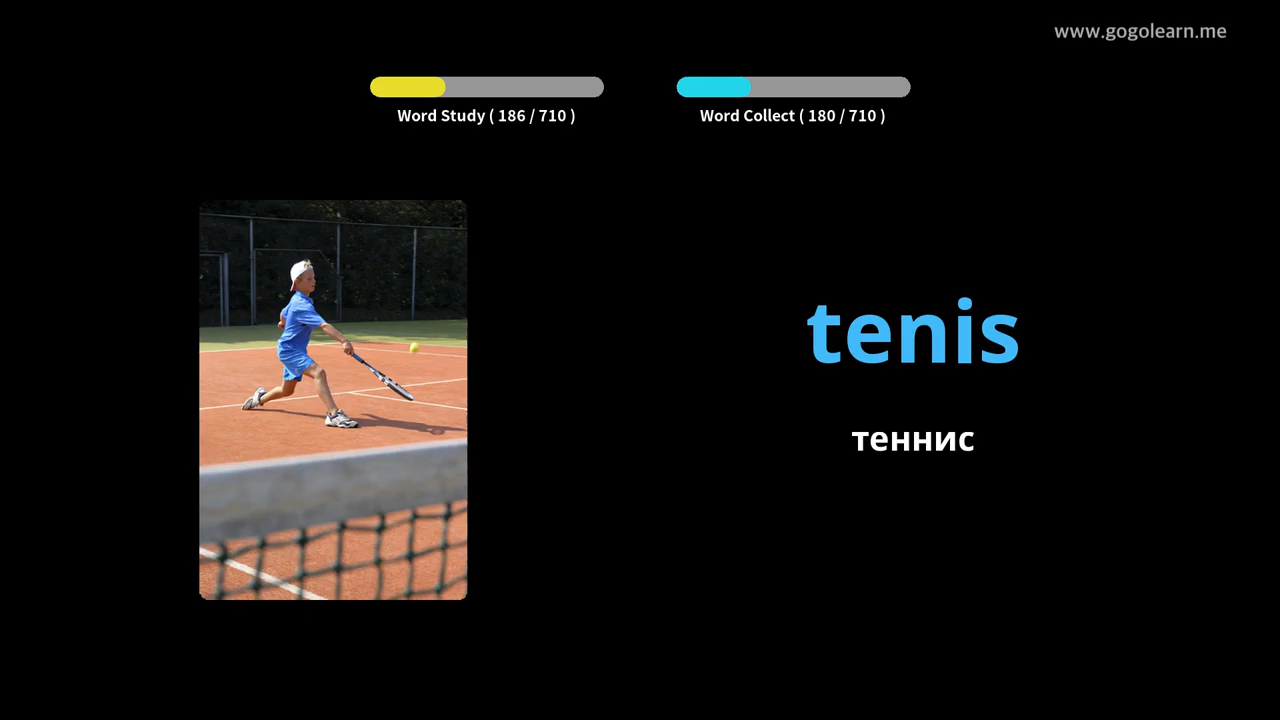 www.gogolearn.me
Word Study ( 186 / 710 )
Word Collect ( 180 / 710 )
tenis
теннис